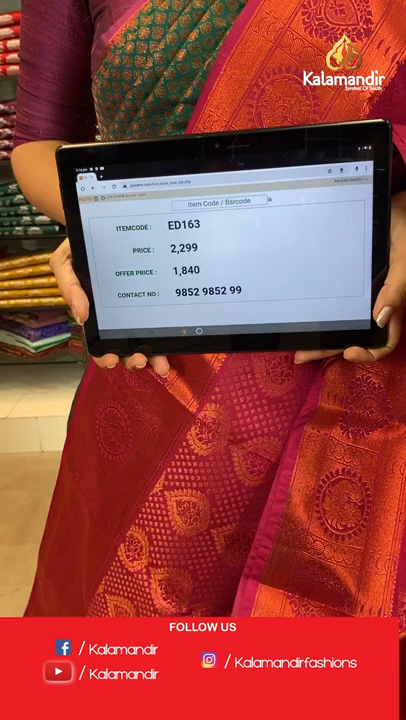 Kalamandir
Symbol Of South
Item Code / Barcode
ITEMCODE : ED163
PRICE : 2,299
OFFER PRICE : 1,840
CONTACT NO : 9852 9852 99
FOLLOW US
/ Kalamandir
/ Kalamandirfashions
/ Kalamandir